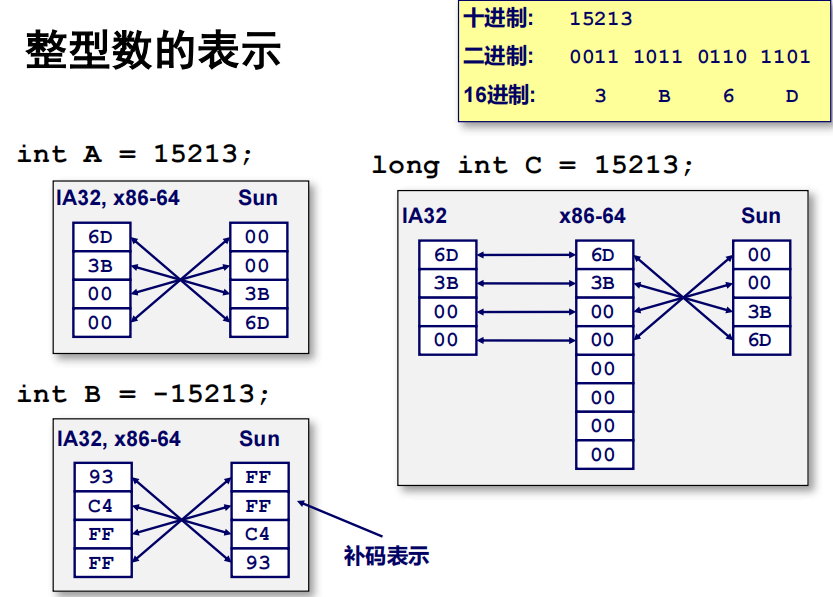 整型数的表示
十进制: 15213
二进制: 0011 1011 0110 1101
16进制: 3 B 6 D
int A = 15213;
IA32, x86-64 Sun
6D 00
3B 00
00 3B
00 6D
long int C = 15213;
IA32 x86-64 Sun
6D 6D 00
3B 3B 00
00 00 3B
00 00 6D
00
00
00
00
int B = -15213;
IA32, x86-64 Sun
93 FF
C4 FF
FF C4
FF 93
补码表示